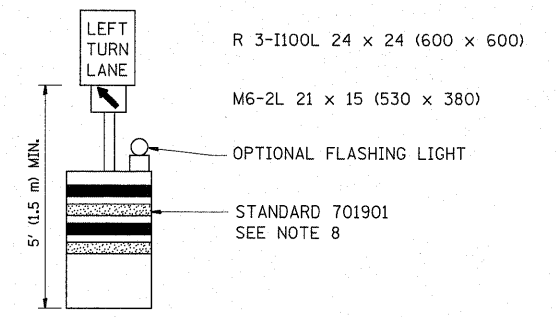 LEFT
TURN
LANE
R 3-I100L 24 x 24 (600 x 600)
M6-2L 21 x 15 (530 x 380)
OPTIONAL FLASHING LIGHT
5' (1.5 m) MIN.
STANDARD 701901
SEE NOTE 8